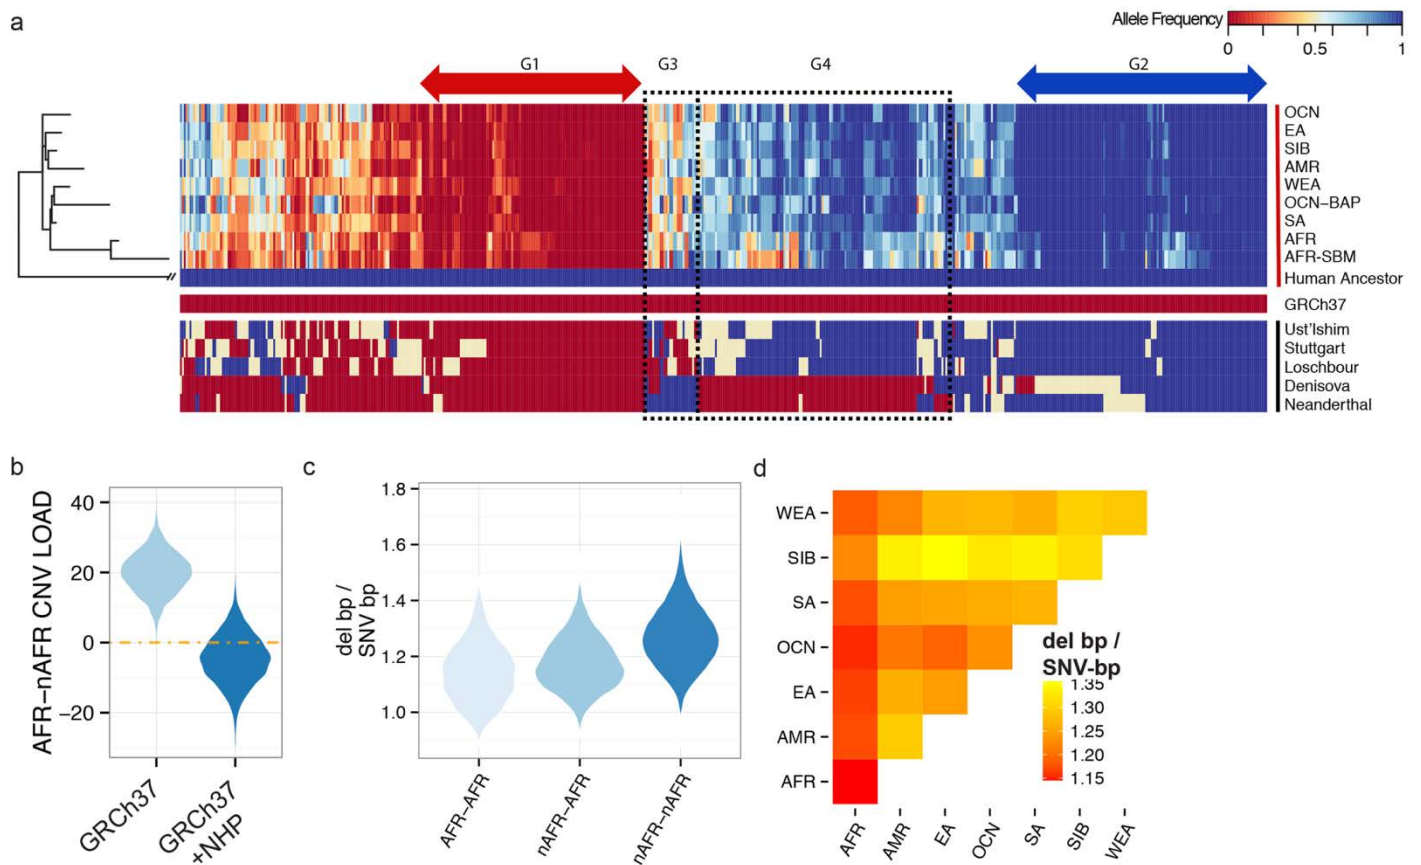 a
Allele Frequency
0 0.5 1
G1 G3 G4 G2
OCN
EA
SIB
AMR
WEA
OCN−BAP
SA
AFR
AFR-SBM
Human Ancestor
GRCh37
Ust'Ishim
Stuttgart
Loschbour
Denisova
Neanderthal
b
AFR−nAFR CNV LOAD
40
20
0
−20
GRCh37
GRCh37
+NHP
c
del bp /
SNV bp
1.8
1.6
1.4
1.2
1.0
AFR−AFR
nAFR−AFR
nAFR−nAFR
d
WEA
SIB
SA
OCN
EA
AMR
AFR
AFR
AMR
EA
OCN
SA
SIB
WEA
del bp /
SNV-bp
1.35
1.30
1.25
1.20
1.15